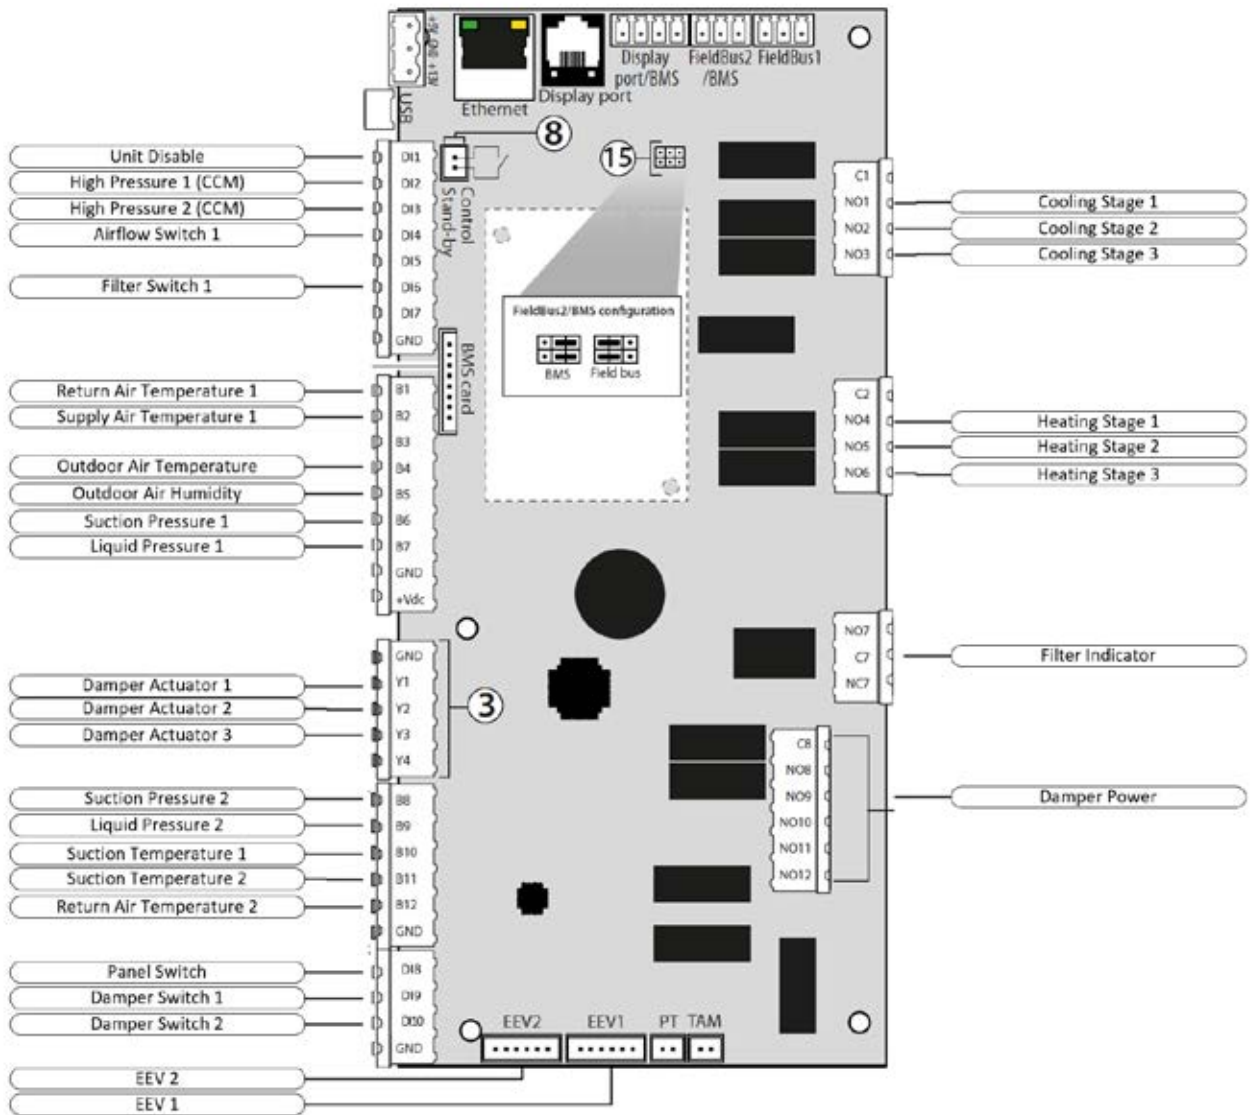 +5V GND +13V
USB
Ethernet
Display port
Display
port/BMS
FieldBus2
/BMS
FieldBus1
8
15
Control
Stand-by
BMS card
FieldBus2/BMS configuration
BMS
Field bus
Unit Disable
High Pressure 1 (CCM)
High Pressure 2 (CCM)
Airflow Switch 1
Filter Switch 1
DI1
DI2
DI3
DI4
DI5
DI6
DI7
GND
Return Air Temperature 1
Supply Air Temperature 1
Outdoor Air Temperature
Outdoor Air Humidity
Suction Pressure 1
Liquid Pressure 1
B1
B2
B3
B4
B5
B6
B7
GND
+Vdc
Damper Actuator 1
Damper Actuator 2
Damper Actuator 3
GND
Y1
Y2
Y3
Y4
3
Suction Pressure 2
Liquid Pressure 2
Suction Temperature 1
Suction Temperature 2
Return Air Temperature 2
B8
B9
B10
B11
B12
GND
Panel Switch
Damper Switch 1
Damper Switch 2
DI8
DI9
GND
EEV 2
EEV 1
EEV2
EEV1
PT
TAM
C1
NO1
NO2
NO3
Cooling Stage 1
Cooling Stage 2
Cooling Stage 3
C2
NO4
NO5
NO6
Heating Stage 1
Heating Stage 2
Heating Stage 3
NO7
C7
NC7
Filter Indicator
C8
NO8
NO9
NO10
NO11
NO12
Damper Power